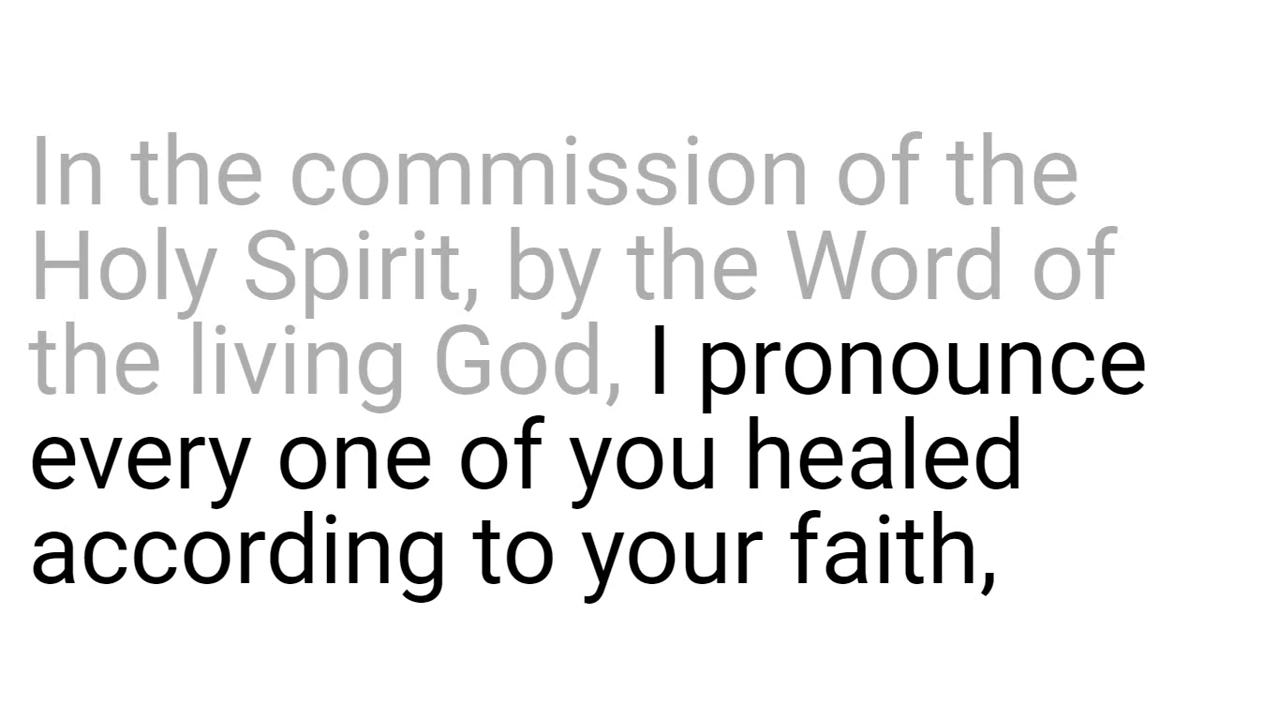 In the commission of the
Holy Spirit, by the Word of
the living God, I pronounce
every one of you healed
according to your faith,